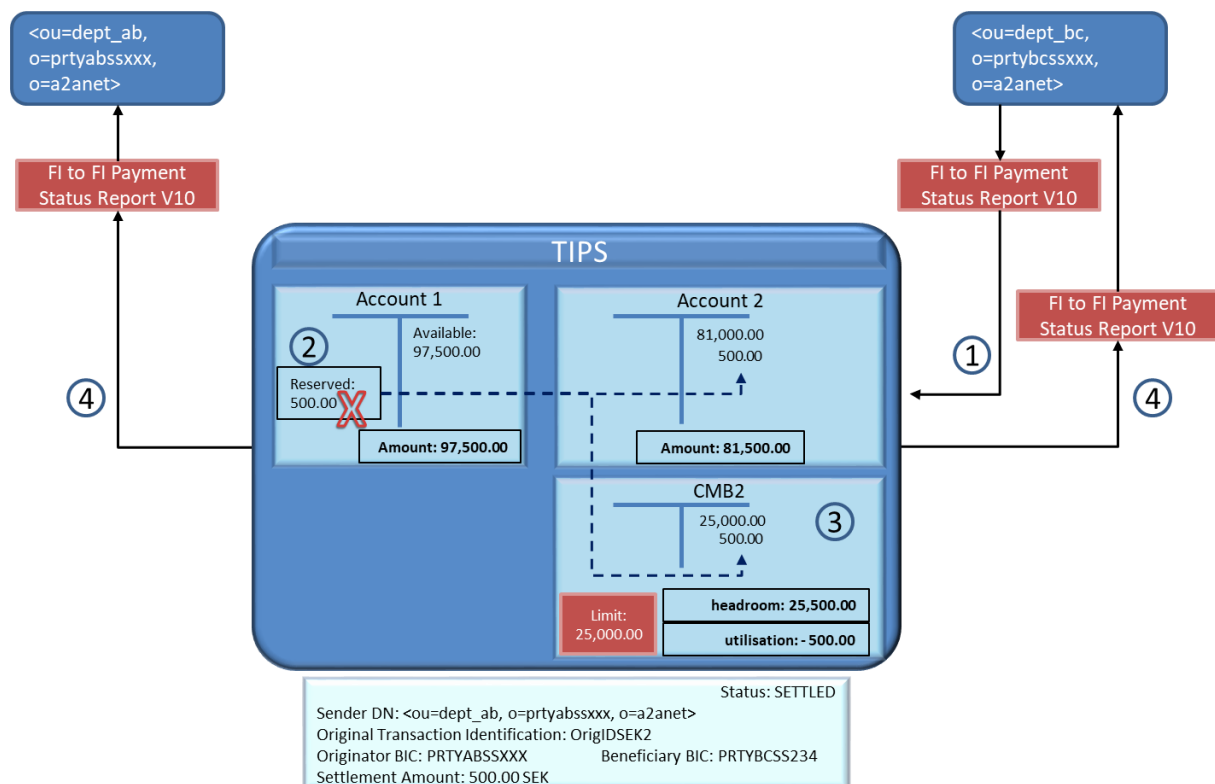 <ou=dept_ab,
o=prtyabssxxx,
o=a2anet>
<ou=dept_bc,
o=prtybcssxxx,
o=a2anet>
FI to FI Payment
Status Report V10
FI to FI Payment
Status Report V10
TIPS
FI to FI Payment
Status Report V10
Account 1
Account 2
Available:
97,500.00
81,000.00
500.00
2
1
Reserved:
500.00
X
4
4
Amount: 97,500.00
Amount: 81,500.00
CMB2
25,000.00
500.00
3
Limit:
25,000.00
headroom: 25,500.00
utilisation: - 500.00
Status: SETTLED
Sender DN: <ou=dept_ab, o=prtyabssxxx, o=a2anet>
Original Transaction Identification: OrigIDSEK2
Originator BIC: PRTYABSSXXX Beneficiary BIC: PRTYBCSS234
Settlement Amount: 500.00 SEK